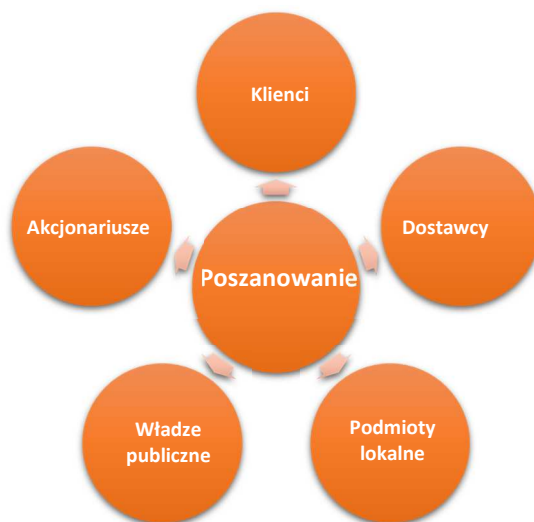 Klienci
Akcjonariusze
Dostawcy
Poszanowanie
Władze
publiczne
Podmioty
lokalne